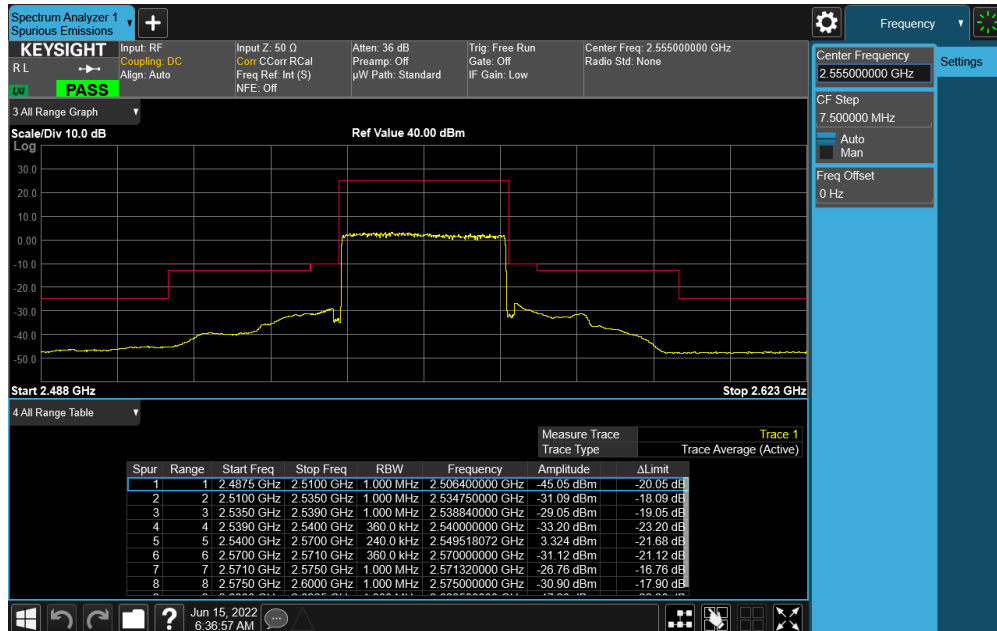 Spectrum Analyzer 1
Spurious Emissions
Frequency
KEYSIGHT
R L
LXI
PASS
Input: RF
Coupling: DC
Align: Auto
Input Z: 50 Ω
Corr CCorr RCal
Freq Ref: Int (S)
NFE: Off
Atten: 36 dB
Preamp: Off
µW Path: Standard
Trig: Free Run
Gate: Off
IF Gain: Low
Center Freq: 2.555000000 GHz
Radio Std: None
Center Frequency
2.555000000 GHz
Settings
CF Step
7.500000 MHz
Auto
Man
Freq Offset
0 Hz
3 All Range Graph
Scale/Div 10.0 dB
Ref Value 40.00 dBm
Log
30.0
20.0
10.0
0.00
-10.0
-20.0
-30.0
-40.0
-50.0
Start 2.488 GHz
Stop 2.623 GHz
4 All Range Table
Measure Trace Trace 1
Trace Type Trace Average (Active)
Spur Range Start Freq Stop Freq RBW Frequency Amplitude ΔLimit
1 1 2.4875 GHz 2.5100 GHz 1.000 MHz 2.506400000 GHz -45.05 dBm -20.05 dB
2 2 2.5100 GHz 2.5350 GHz 1.000 MHz 2.534750000 GHz -31.09 dBm -18.09 dB
3 3 2.5350 GHz 2.5390 GHz 1.000 MHz 2.538840000 GHz -29.05 dBm -19.05 dB
4 4 2.5390 GHz 2.5400 GHz 360.0 kHz 2.540000000 GHz -33.20 dBm -23.20 dB
5 5 2.5400 GHz 2.5700 GHz 240.0 kHz 2.549518072 GHz 3.324 dBm -21.68 dB
6 6 2.5700 GHz 2.5710 GHz 360.0 kHz 2.570000000 GHz -31.12 dBm -21.12 dB
7 7 2.5710 GHz 2.5750 GHz 1.000 MHz 2.571320000 GHz -26.76 dBm -16.76 dB
8 8 2.5750 GHz 2.6000 GHz 1.000 MHz 2.575000000 GHz -30.90 dBm -17.90 dB
?
Jun 15, 2022
6:36:57 AM